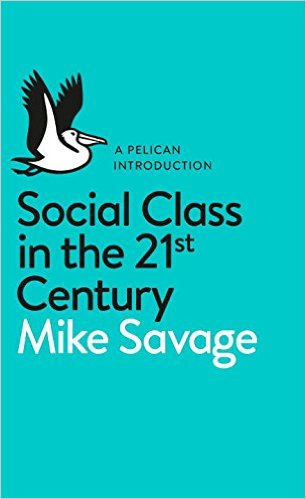 A PELICAN
INTRODUCTION
Social Class
in the 21st
Century
Mike Savage